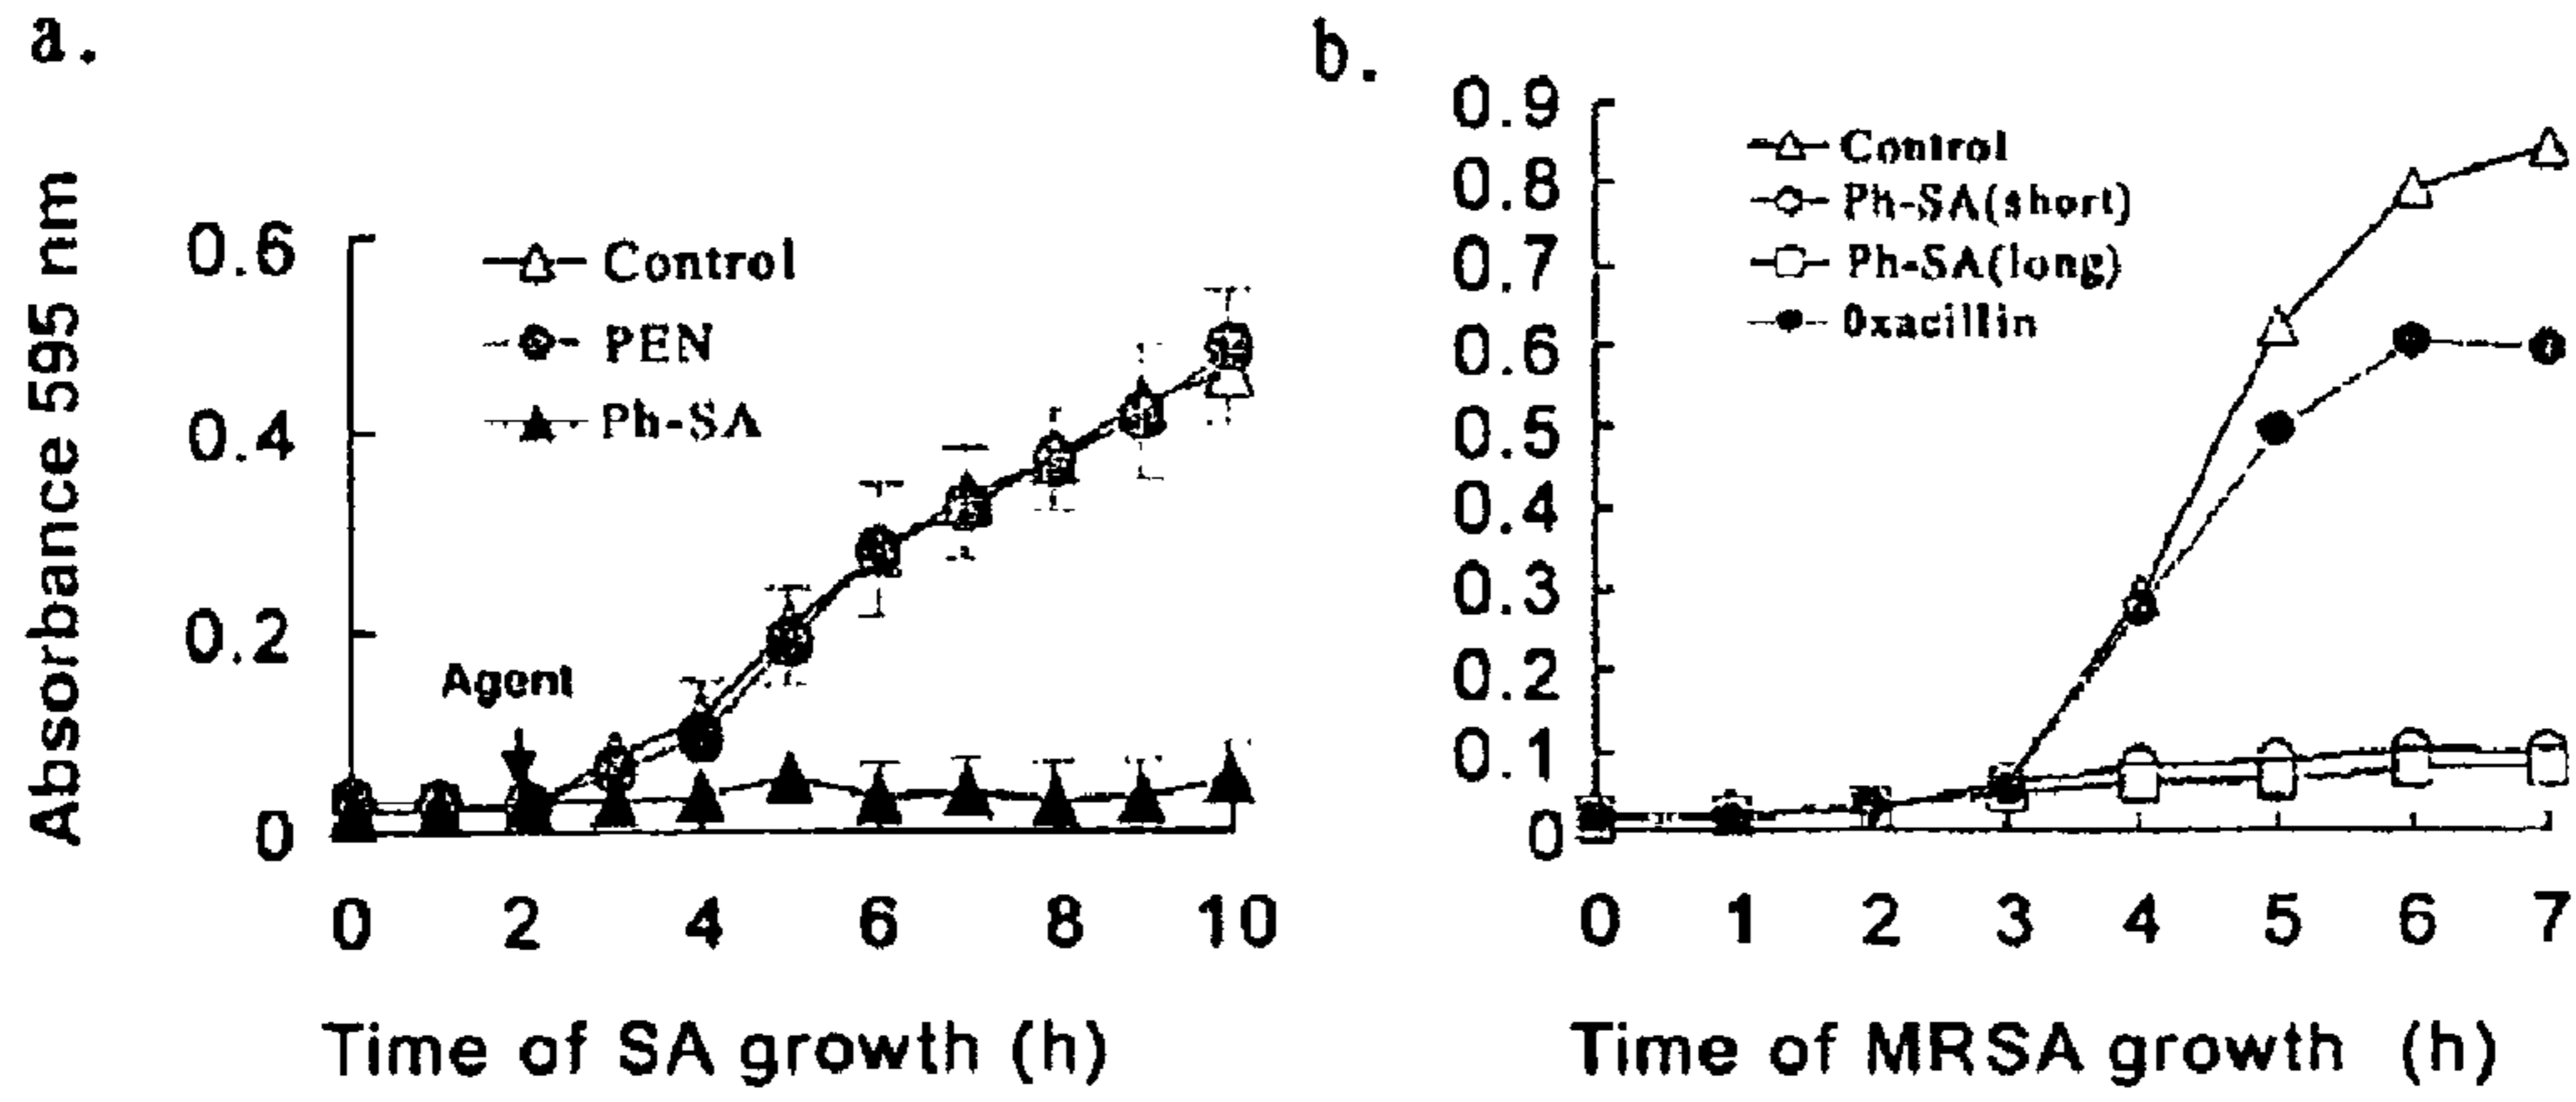 a.
Absorbance 595 nm
0.6
0.4
0.2
0
Control
PEN
Ph-SA
Agent
0 2 4 6 8 10
Time of SA growth (h)
b.
0.9
0.8
0.7
0.6
0.5
0.4
0.3
0.2
0.1
0
Control
Ph-SA(short)
Ph-SA(long)
Oxacillin
0 1 2 3 4 5 6 7
Time of MRSA growth (h)